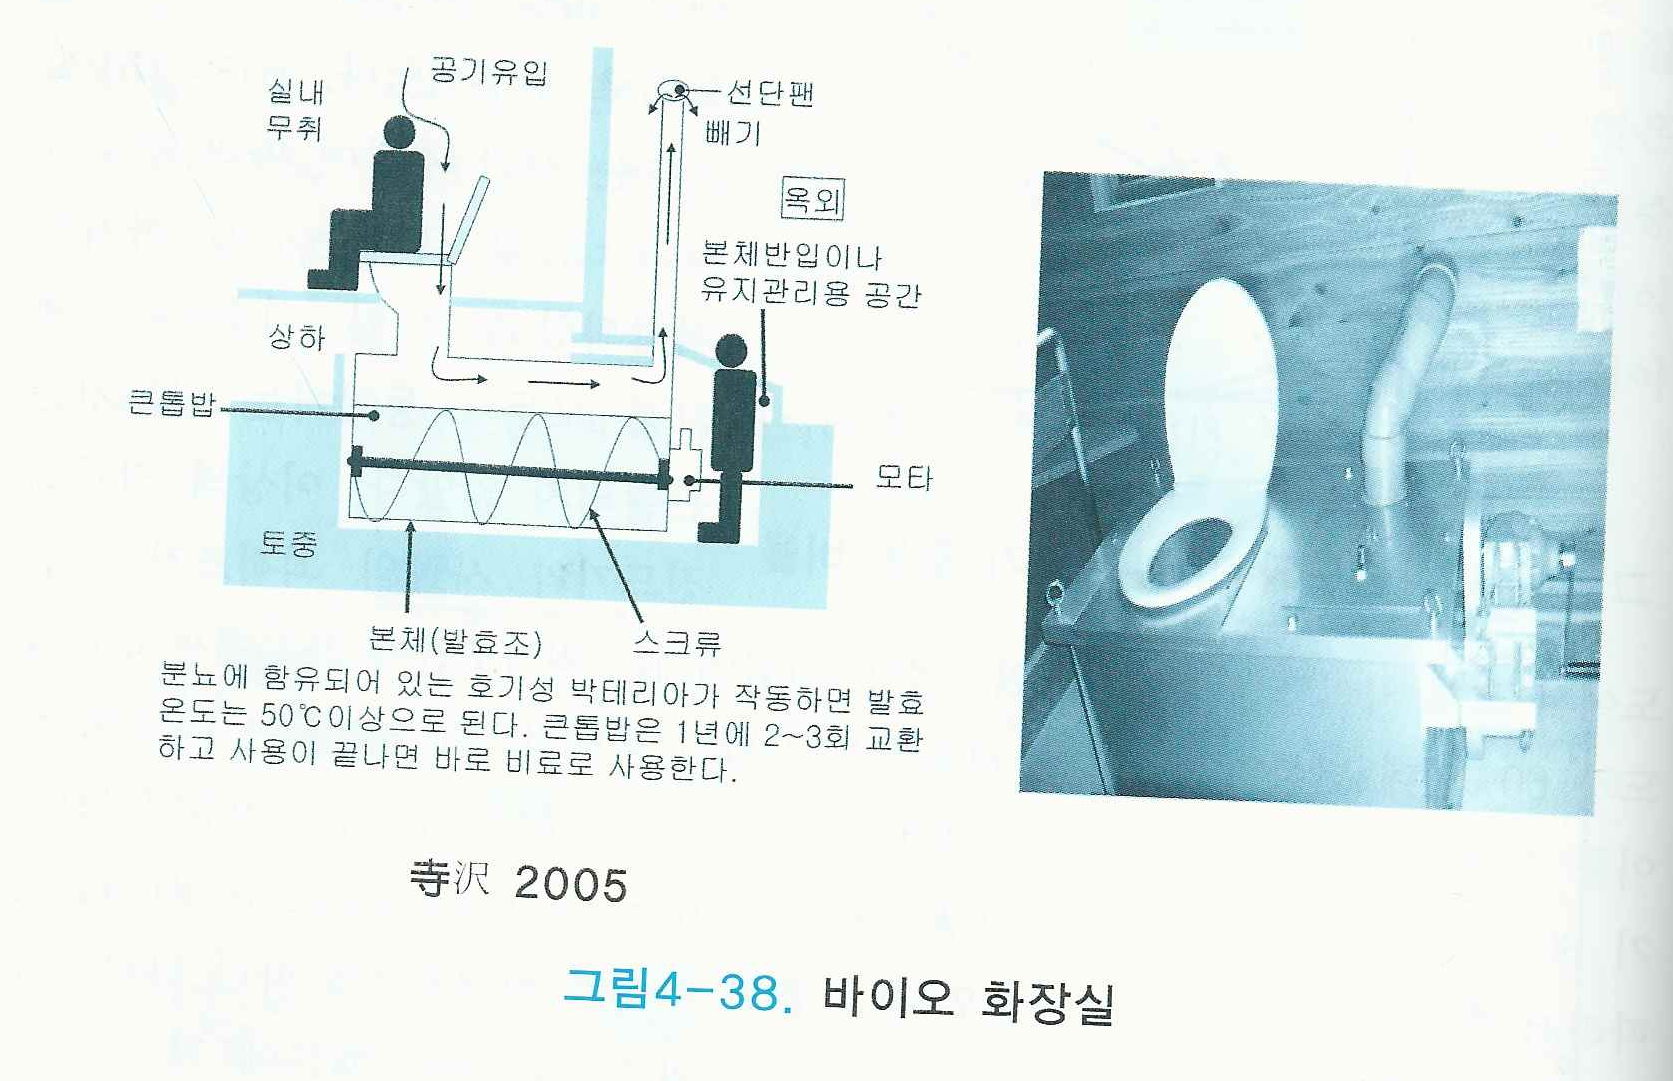 실내
무취
공기유입
선단팬
빼기
옥외
본체반입이나
유지관리용 공간
상하
큰톱밥
모타
토중
본체(발효조)
스크류
분뇨에 함유되어 있는 호기성 박테리아가 작동하면 발효
온도는 50℃이상으로 된다. 큰톱밥은 1년에 2~3회 교환
하고 사용이 끝나면 바로 비료로 사용한다.
寺沢 2005
그림4-38. 바이오 화장실